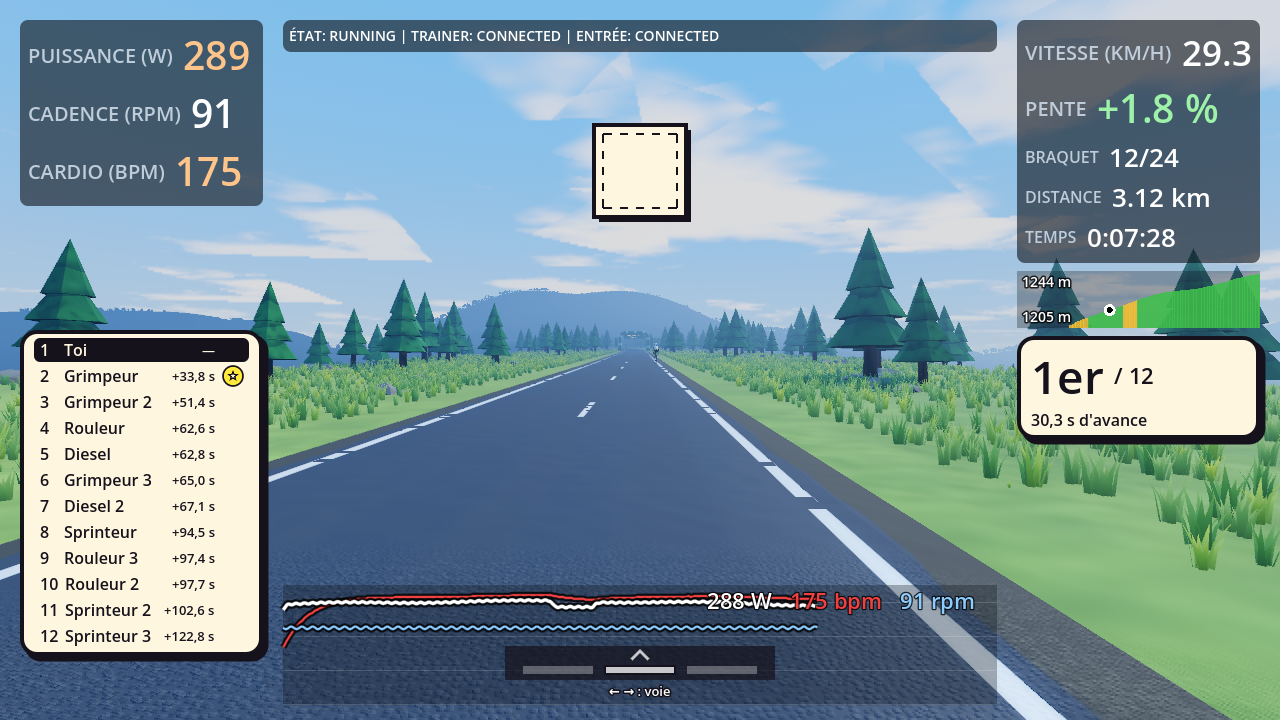 PUISSANCE (W) 289
CADENCE (RPM) 91
CARDIO (BPM) 175
ÉTAT: RUNNING | TRAINER: CONNECTED | ENTRÉE: CONNECTED
VITESSE (KM/H) 29.3
PENTE +1.8 %
BRAQUET 12/24
DISTANCE 3.12 km
TEMPS 0:07:28
1244 m
1205 m
1er / 12
30,3 s d'avance
1 Toi —
2 Grimpeur +33,8 s
3 Grimpeur 2 +51,4 s
4 Rouleur +62,6 s
5 Diesel +62,8 s
6 Grimpeur 3 +65,0 s
7 Diesel 2 +67,1 s
8 Sprinteur +94,5 s
9 Rouleur 3 +97,4 s
10 Rouleur 2 +97,7 s
11 Sprinteur 2 +102,6 s
12 Sprinteur 3 +122,8 s
288 W 175 bpm 91 rpm
← → : voie